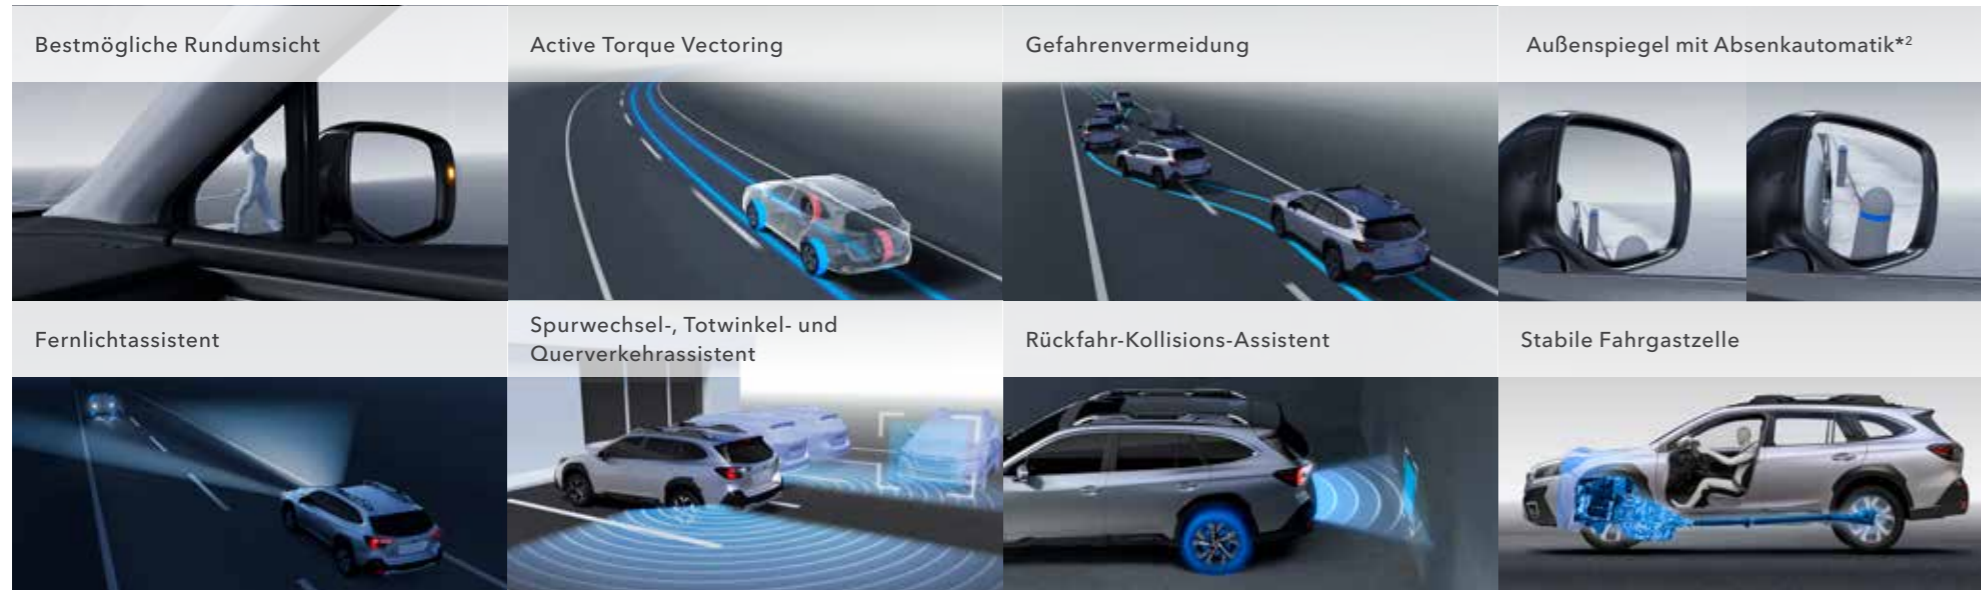 Bestmögliche Rundumsicht
Active Torque Vectoring
Gefahrenvermeidung
Außenspiegel mit Absenkautomatik*²
Fernlichtassistent
Spurwechsel-, Totwinkel- und
Querverkehrassistent
Rückfahr-Kollisions-Assistent
Stabile Fahrgastzelle